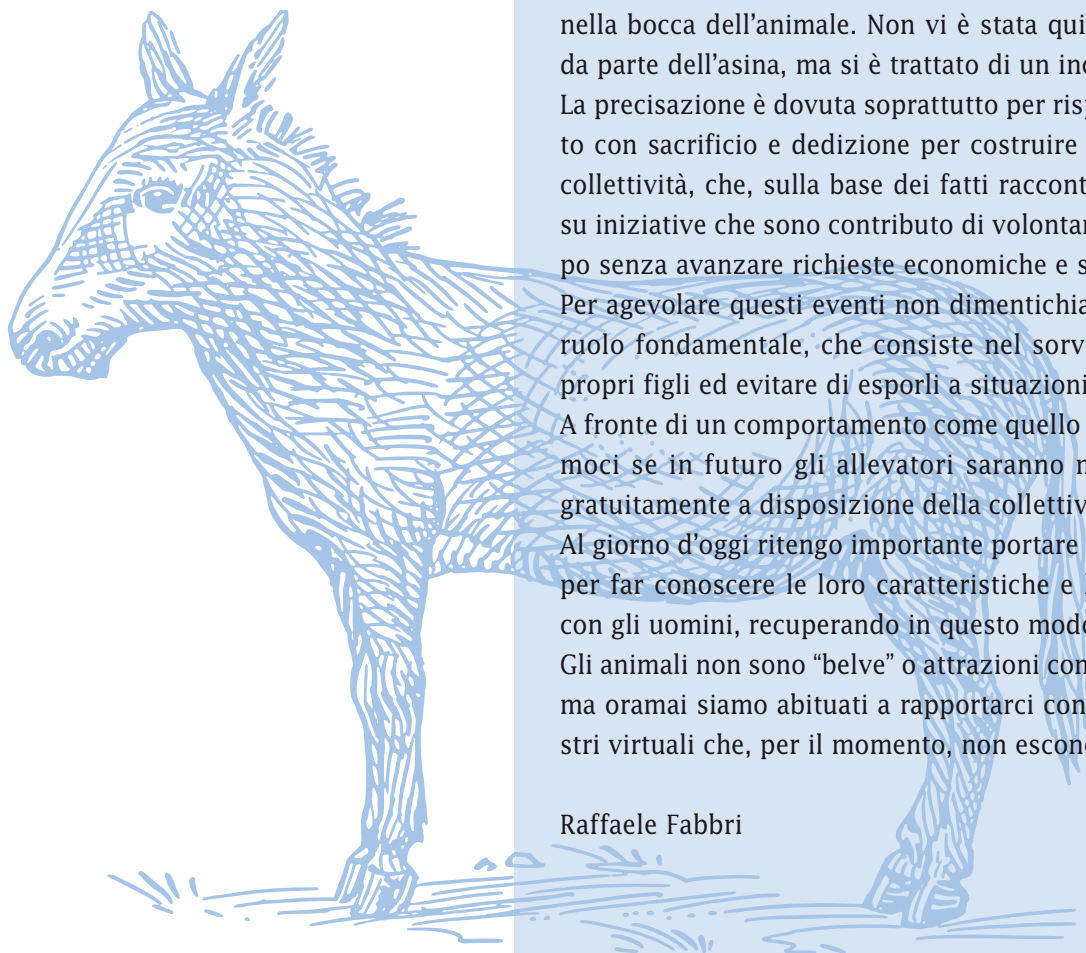 nella bocca dell’animale. Non vi è stata qui
da parte dell’asina, ma si è trattato di un inc
La precisazione è dovuta soprattutto per risp
to con sacrificio e dedizione per costruire
collettività, che, sulla base dei fatti raccont
su iniziative che sono contributo di volontar
po senza avanzare richieste economiche e s
Per agevolare questi eventi non dimentichia
ruolo fondamentale, che consiste nel sorv
propri figli ed evitare di esporli a situazioni
A fronte di un comportamento come quello
moci se in futuro gli allevatori saranno n
gratuitamente a disposizione della collettiv
Al giorno d’oggi ritengo importante portare
per far conoscere le loro caratteristiche e
con gli uomini, recuperando in questo modo
Gli animali non sono “belve” o attrazioni con
ma oramai siamo abituati a rapportarci con
stri virtuali che, per il momento, non escono
Raffaele Fabbri